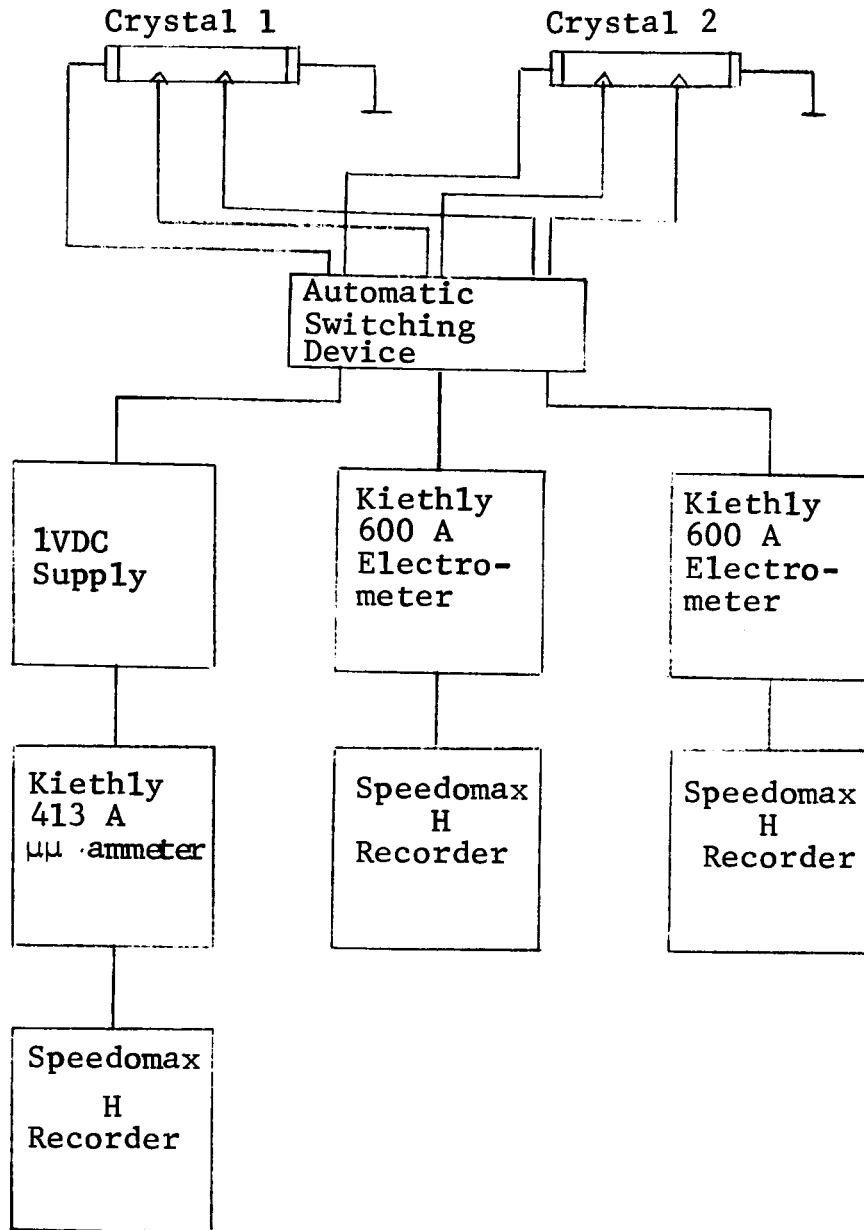 Crystal 1
Crystal 2
Automatic
Switching
Device
1VDC
Supply
Kiethly
600 A
Electro-
meter
Kiethly
600 A
Electro-
meter
Kiethly
413 A
μμ ammeter
Speedomax
H
Recorder
Speedomax
H
Recorder
Speedomax
H
Recorder